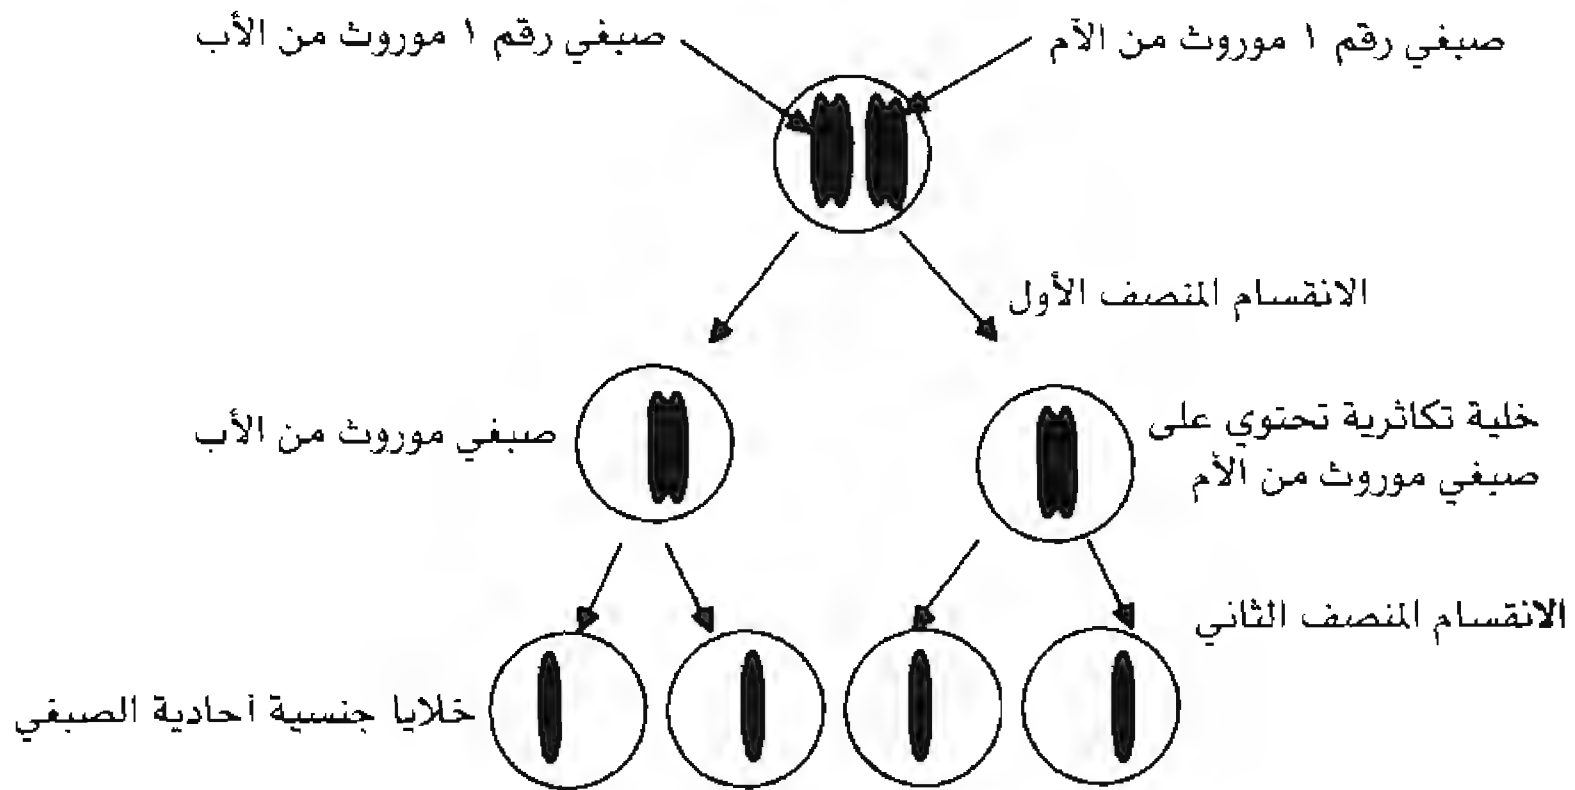 صبغي رقم ١ موروث من الأم
صبغي رقم ١ موروث من الأب
الانقسام المنصف الأول
خلية تكاثرية تحتوي على
صبغي موروث من الأم
صبغي موروث من الأب
الانقسام المنصف الثاني
خلايا جنسية أحادية الصبغي